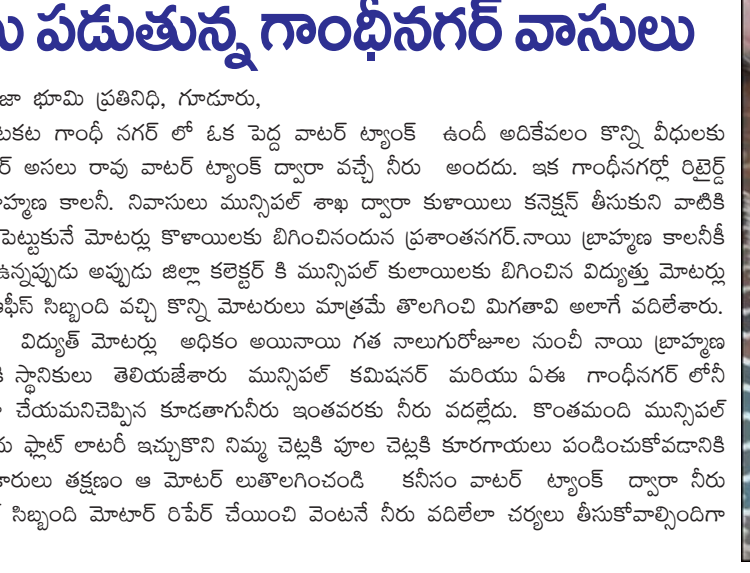 పడుతున్న గాంధీనగర్ వాసులు
జా భూమి ప్రతినిధి, గూడూరు,
టకట గాంధీ నగర్ లో ఓక పెద్ద వాటర్ ట్యాంక్ ఉందీ అదికేవలం కొన్ని వీధులకు
ర్ అసలు రావు వాటర్ ట్యాంక్ ద్వారా వచ్చే నీరు అందదు. ఇక గాంధీనగర్లో రిటైర్డ్
హ్మణ కాలనీ. నివాసులు మున్సిపల్ శాఖ ద్వారా కుళాయిలు కనెక్షన్ తీసుకుని వాటికి
పెట్టుకునే మోటర్లు కొళాయిలకు బిగించినందున ప్రశాంతనగర్.నాయి బ్రాహ్మణ కాలనీకీ
ఉన్నప్పుడు అప్పుడు జిల్లా కలెక్టర్ కి మున్సిపల్ కులాయిలకు బిగించిన విద్యుత్తు మోటర్లు
ఆఫీస్ సిబ్బంది వచ్చి కొన్ని మోటరులు మాత్రమే తొలగించి మిగతావి అలాగే వదిలేశారు.
విద్యుత్ మోటర్లు అధికం అయినాయి గత నాలుగురోజుల నుంచీ నాయి బ్రాహ్మణ
కి స్థానికులు తెలియజేశారు మున్సిపల్ కమిషనర్ మరియు ఏఈ గాంధీనగర్ లోనీ
చేయమనిచెప్పిన కూడతాగునీరు ఇంతవరకు నీరు వదల్లేదు. కొంతమంది మున్సిపల్
ఫ్లాట్ లాటరీ ఇచ్చుకొని నిమ్మ చెట్లకి పూల చెట్లకి కూరగాయలు పండించుకోవడానికి
కారులు తక్షణం ఆ మోటర్ లుతొలగించండి కనీసం వాటర్ ట్యాంక్ ద్వారా నీరు
సిబ్బంది మోటార్ రిపేర్ చేయించి వెంటనే నీరు వదిలేలా చర్యలు తీసుకోవాల్సిందిగా